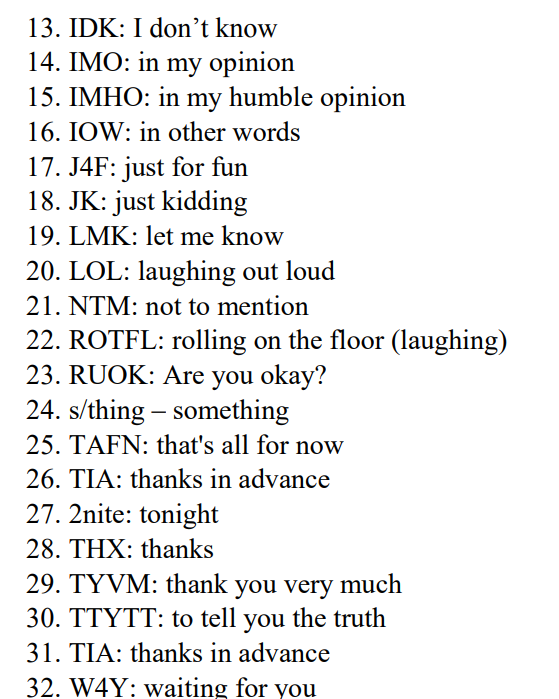 13. IDK: I don’t know
14. IMO: in my opinion
15. IMHO: in my humble opinion
16. IOW: in other words
17. J4F: just for fun
18. JK: just kidding
19. LMK: let me know
20. LOL: laughing out loud
21. NTM: not to mention
22. ROTFL: rolling on the floor (laughing)
23. RUOK: Are you okay?
24. s/thing – something
25. TAFN: that's all for now
26. TIA: thanks in advance
27. 2nite: tonight
28. THX: thanks
29. TYVM: thank you very much
30. TTYTT: to tell you the truth
31. TIA: thanks in advance
32. W4Y: waiting for you